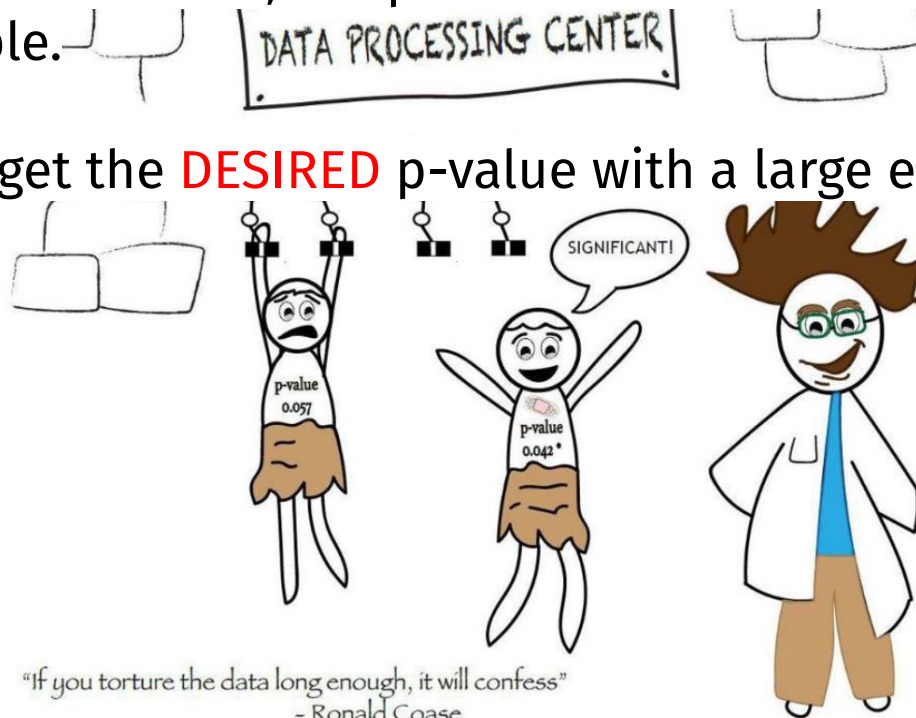 ple.
DATA PROCESSING CENTER
get the DESIRED p-value with a large e
SIGNIFICANT!
p-value
0.057
p-value
0.042*
“If you torture the data long enough, it will confess”
- Ronald Coase